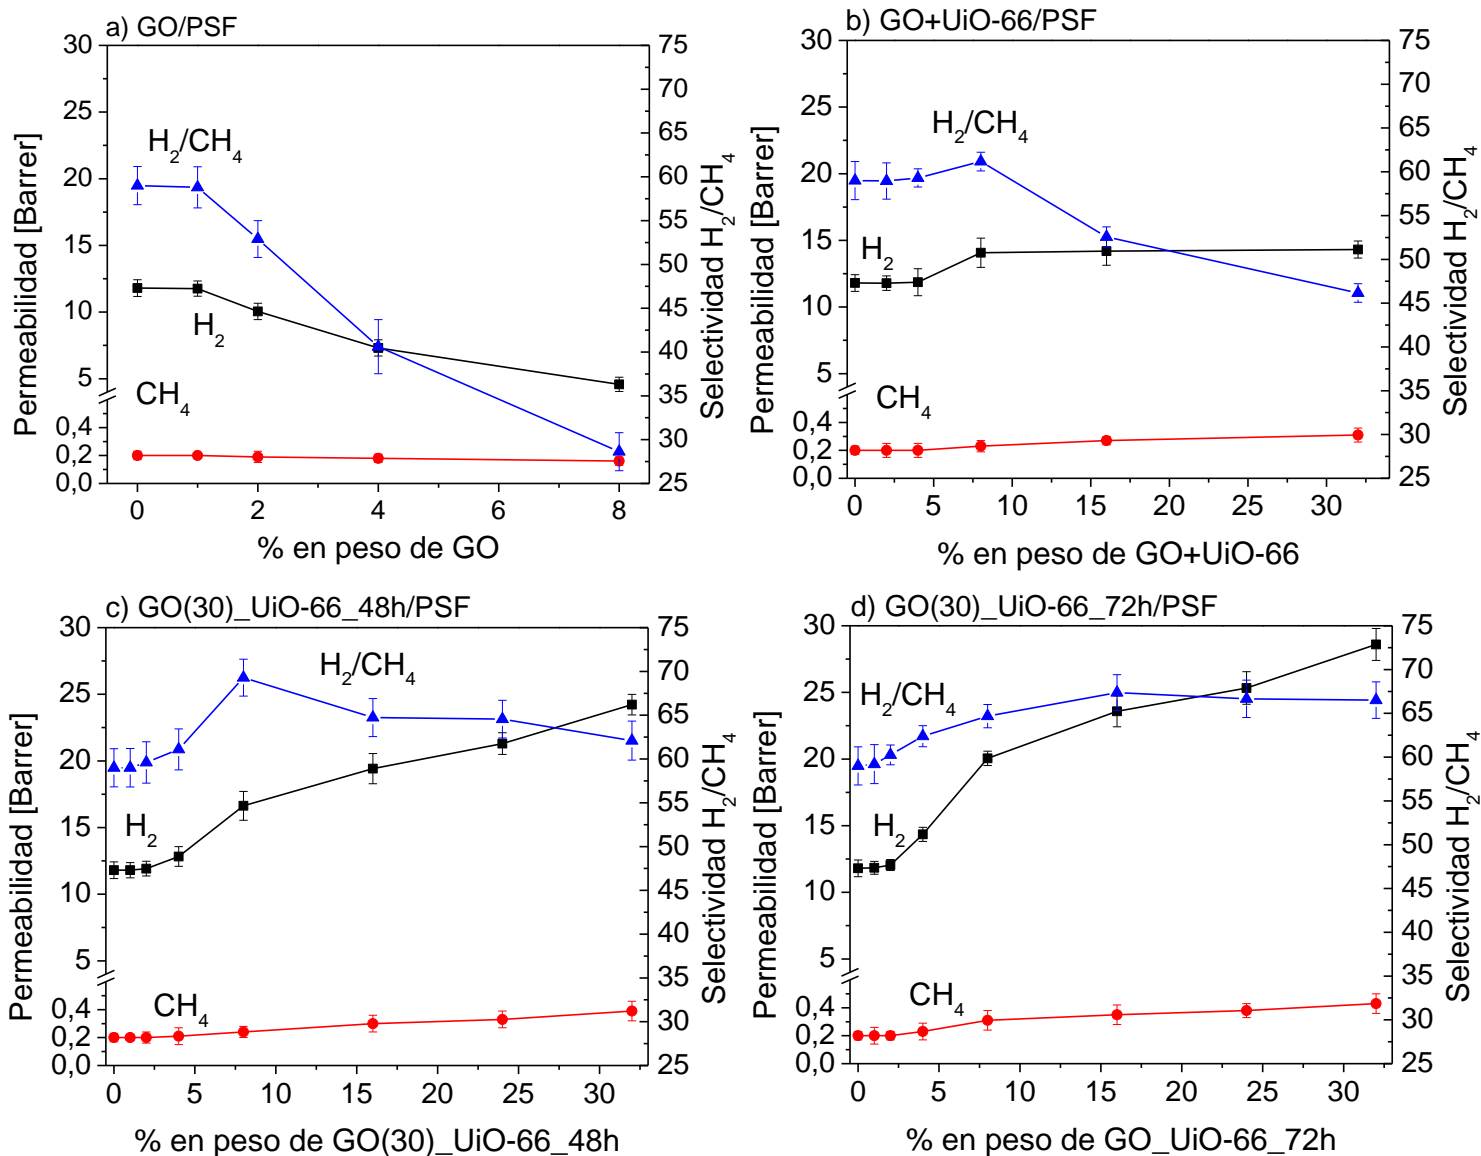 a) GO/PSF
30
25
20
15
10
5
0,4
0,2
0,0
Permeabilidad [Barrer]
H₂/CH₄
H₂
CH₄
75
70
65
60
55
50
45
40
35
30
25
Selectividad H₂/CH₄
0 2 4 6 8
% en peso de GO
b) GO+UiO-66/PSF
30
25
20
15
10
5
0,4
0,2
0,0
Permeabilidad [Barrer]
H₂/CH₄
H₂
CH₄
75
70
65
60
55
50
45
40
35
30
25
Selectividad H₂/CH₄
0 5 10 15 20 25 30
% en peso de GO+UiO-66
c) GO(30)_UiO-66_48h/PSF
30
25
20
15
10
5
0,4
0,2
0,0
Permeabilidad [Barrer]
H₂/CH₄
H₂
CH₄
75
70
65
60
55
50
45
40
35
30
25
Selectividad H₂/CH₄
0 5 10 15 20 25 30
% en peso de GO(30)_UiO-66_48h
d) GO(30)_UiO-66_72h/PSF
30
25
20
15
10
5
0,4
0,2
0,0
Permeabilidad [Barrer]
H₂/CH₄
H₂
CH₄
75
70
65
60
55
50
45
40
35
30
25
Selectividad H₂/CH₄
0 5 10 15 20 25 30
% en peso de GO_UiO-66_72h